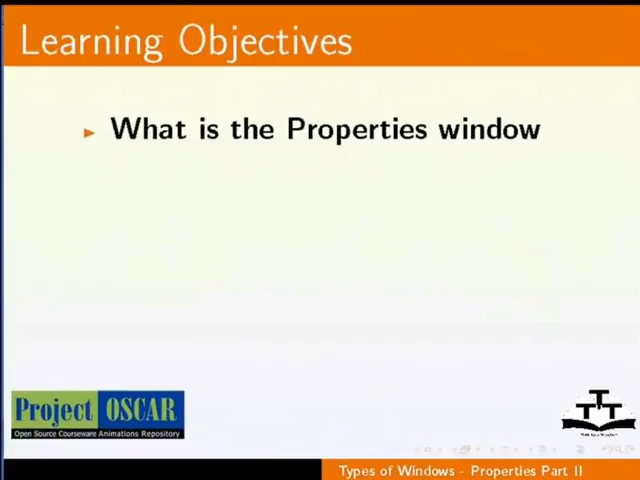 Learning Objectives
What is the Properties window
Project OSCAR
Open Source Courseware Animations Repository
TTT
Types of Windows - Properties Part II